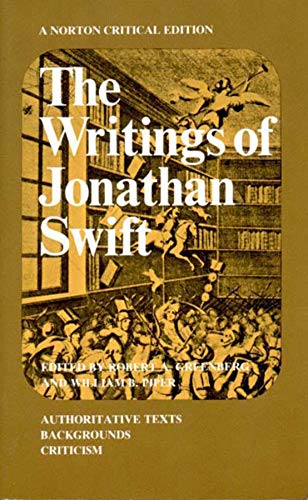 A NORTON CRITICAL EDITION
The
Writings of
Jonathan
Swift
EDITED BY ROBERT A. GREENBERG
AND WILLIAM B. PIPER
AUTHORITATIVE TEXTS
BACKGROUNDS
CRITICISM